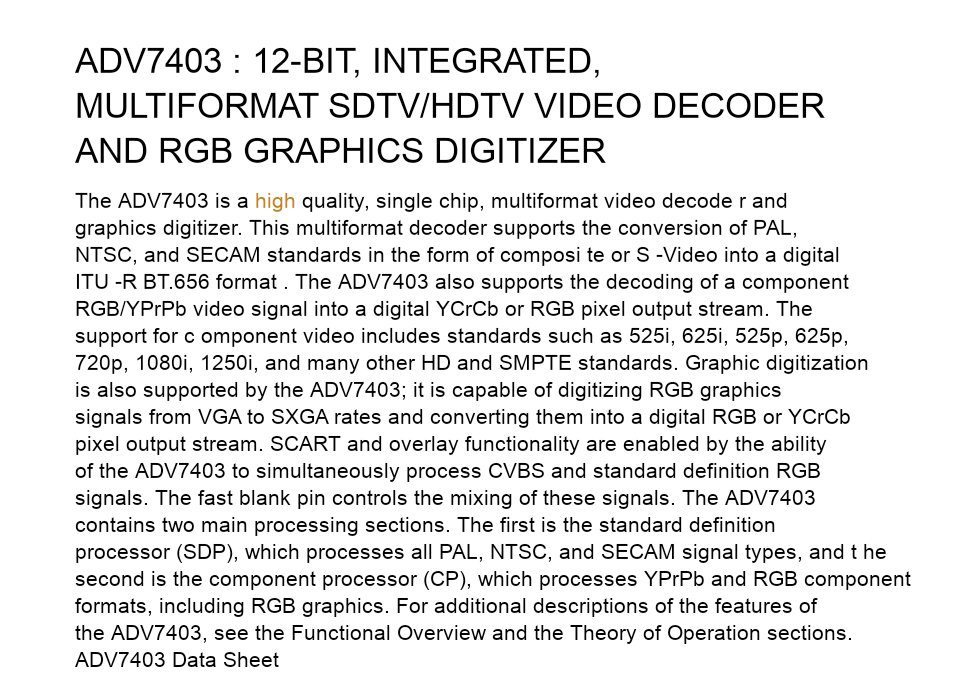 ADV7403 : 12-BIT, INTEGRATED,
MULTIFORMAT SDTV/HDTV VIDEO DECODER
AND RGB GRAPHICS DIGITIZER
The ADV7403 is a high quality, single chip, multiformat video decode r and
graphics digitizer. This multiformat decoder supports the conversion of PAL,
NTSC, and SECAM standards in the form of composi te or S -Video into a digital
ITU -R BT.656 format . The ADV7403 also supports the decoding of a component
RGB/YPrPb video signal into a digital YCrCb or RGB pixel output stream. The
support for c omponent video includes standards such as 525i, 625i, 525p, 625p,
720p, 1080i, 1250i, and many other HD and SMPTE standards. Graphic digitization
is also supported by the ADV7403; it is capable of digitizing RGB graphics
signals from VGA to SXGA rates and converting them into a digital RGB or YCrCb
pixel output stream. SCART and overlay functionality are enabled by the ability
of the ADV7403 to simultaneously process CVBS and standard definition RGB
signals. The fast blank pin controls the mixing of these signals. The ADV7403
contains two main processing sections. The first is the standard definition
processor (SDP), which processes all PAL, NTSC, and SECAM signal types, and t he
second is the component processor (CP), which processes YPrPb and RGB component
formats, including RGB graphics. For additional descriptions of the features of
the ADV7403, see the Functional Overview and the Theory of Operation sections.
ADV7403 Data Sheet